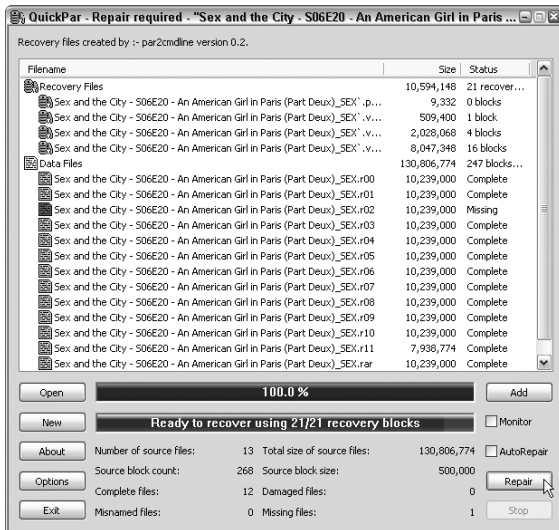 QuickPar - Repair required - "Sex and the City - S06E20 - An American Girl in Paris ...
Recovery files created by :- par2cmdline version 0.2.
Filename Size Status
Recovery Files 10,594,148 21 recover...
Sex and the City - S06E20 - An American Girl in Paris (Part Deux)_SEX`.p... 9,332 0 blocks
Sex and the City - S06E20 - An American Girl in Paris (Part Deux)_SEX`.v... 509,400 1 block
Sex and the City - S06E20 - An American Girl in Paris (Part Deux)_SEX`.v... 2,028,068 4 blocks
Sex and the City - S06E20 - An American Girl in Paris (Part Deux)_SEX`.v... 8,047,348 16 blocks
Data Files 130,806,774 247 blocks...
Sex and the City - S06E20 - An American Girl in Paris (Part Deux)_SEX.r00 10,239,000 Complete
Sex and the City - S06E20 - An American Girl in Paris (Part Deux)_SEX.r01 10,239,000 Complete
Sex and the City - S06E20 - An American Girl in Paris (Part Deux)_SEX.r02 10,239,000 Missing
Sex and the City - S06E20 - An American Girl in Paris (Part Deux)_SEX.r03 10,239,000 Complete
Sex and the City - S06E20 - An American Girl in Paris (Part Deux)_SEX.r04 10,239,000 Complete
Sex and the City - S06E20 - An American Girl in Paris (Part Deux)_SEX.r05 10,239,000 Complete
Sex and the City - S06E20 - An American Girl in Paris (Part Deux)_SEX.r06 10,239,000 Complete
Sex and the City - S06E20 - An American Girl in Paris (Part Deux)_SEX.r07 10,239,000 Complete
Sex and the City - S06E20 - An American Girl in Paris (Part Deux)_SEX.r08 10,239,000 Complete
Sex and the City - S06E20 - An American Girl in Paris (Part Deux)_SEX.r09 10,239,000 Complete
Sex and the City - S06E20 - An American Girl in Paris (Part Deux)_SEX.r10 10,239,000 Complete
Sex and the City - S06E20 - An American Girl in Paris (Part Deux)_SEX.r11 7,938,774 Complete
Sex and the City - S06E20 - An American Girl in Paris (Part Deux)_SEX.rar 10,239,000 Complete
Open 100.0 % Add
New Ready to recover using 21/21 recovery blocks Monitor
About Number of source files: 13 Total size of source files: 130,806,774 AutoRepair
Source block count: 268 Source block size: 500,000
Options Repair
Complete files: 12 Damaged files: 0
Exit Misnamed files: 0 Missing files: 1 Stop